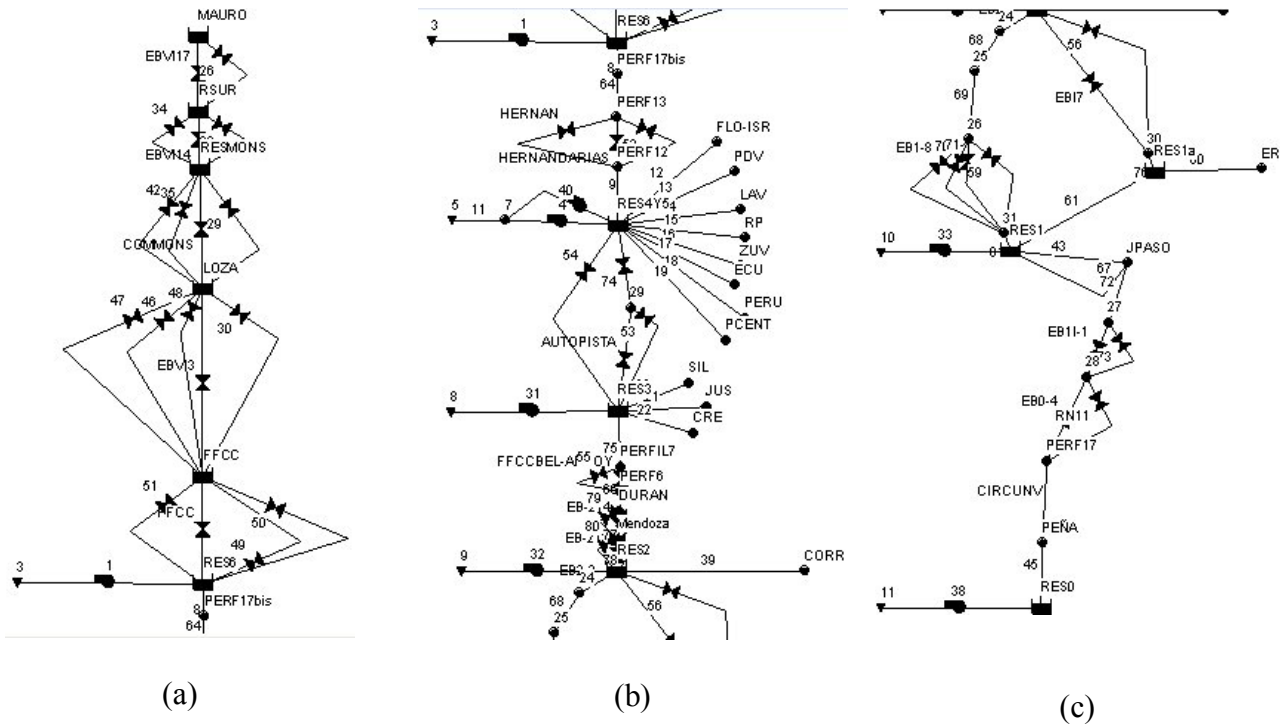 MAURO
EBVI17
26
RSUR
34
RESMONS
EBVI14
42
35
29
COMMONS
LOZA
47
46
48
30
EBVI3
FFCC
51
FFCC
50
49
RES6
3
1
PERF17bis
8
64
(a)
RES6
3
1
PERF17bis
8
64
PERF13
HERNAN
PERF12
FLO-ISR
HERNANDARIAS
12
PDV
13
9
40
LAV
RES4Y5
5
11
7
4
15
RP
16
17
ZUV
54
18
ECU
74
19
29
PERU
PCENT
53
AUTOPISTA
RES3
SIL
8
31
JUS
22
CRE
75
PERFIL7
55
PERF6
DURAN
79
80
Mendoza
RES2
9
32
78
39
CORR
24
68
56
25
(b)
24
68
56
25
69
EBI7
26
30
EB1-8
71
RES1a
59
76
ER
61
31
RES1
10
33
43
JPASO
67
72
27
EB1I-1
73
28
EB0-4
RN11
PERF17
CIRCUNV
PEÑA
45
RES0
11
38
(c)